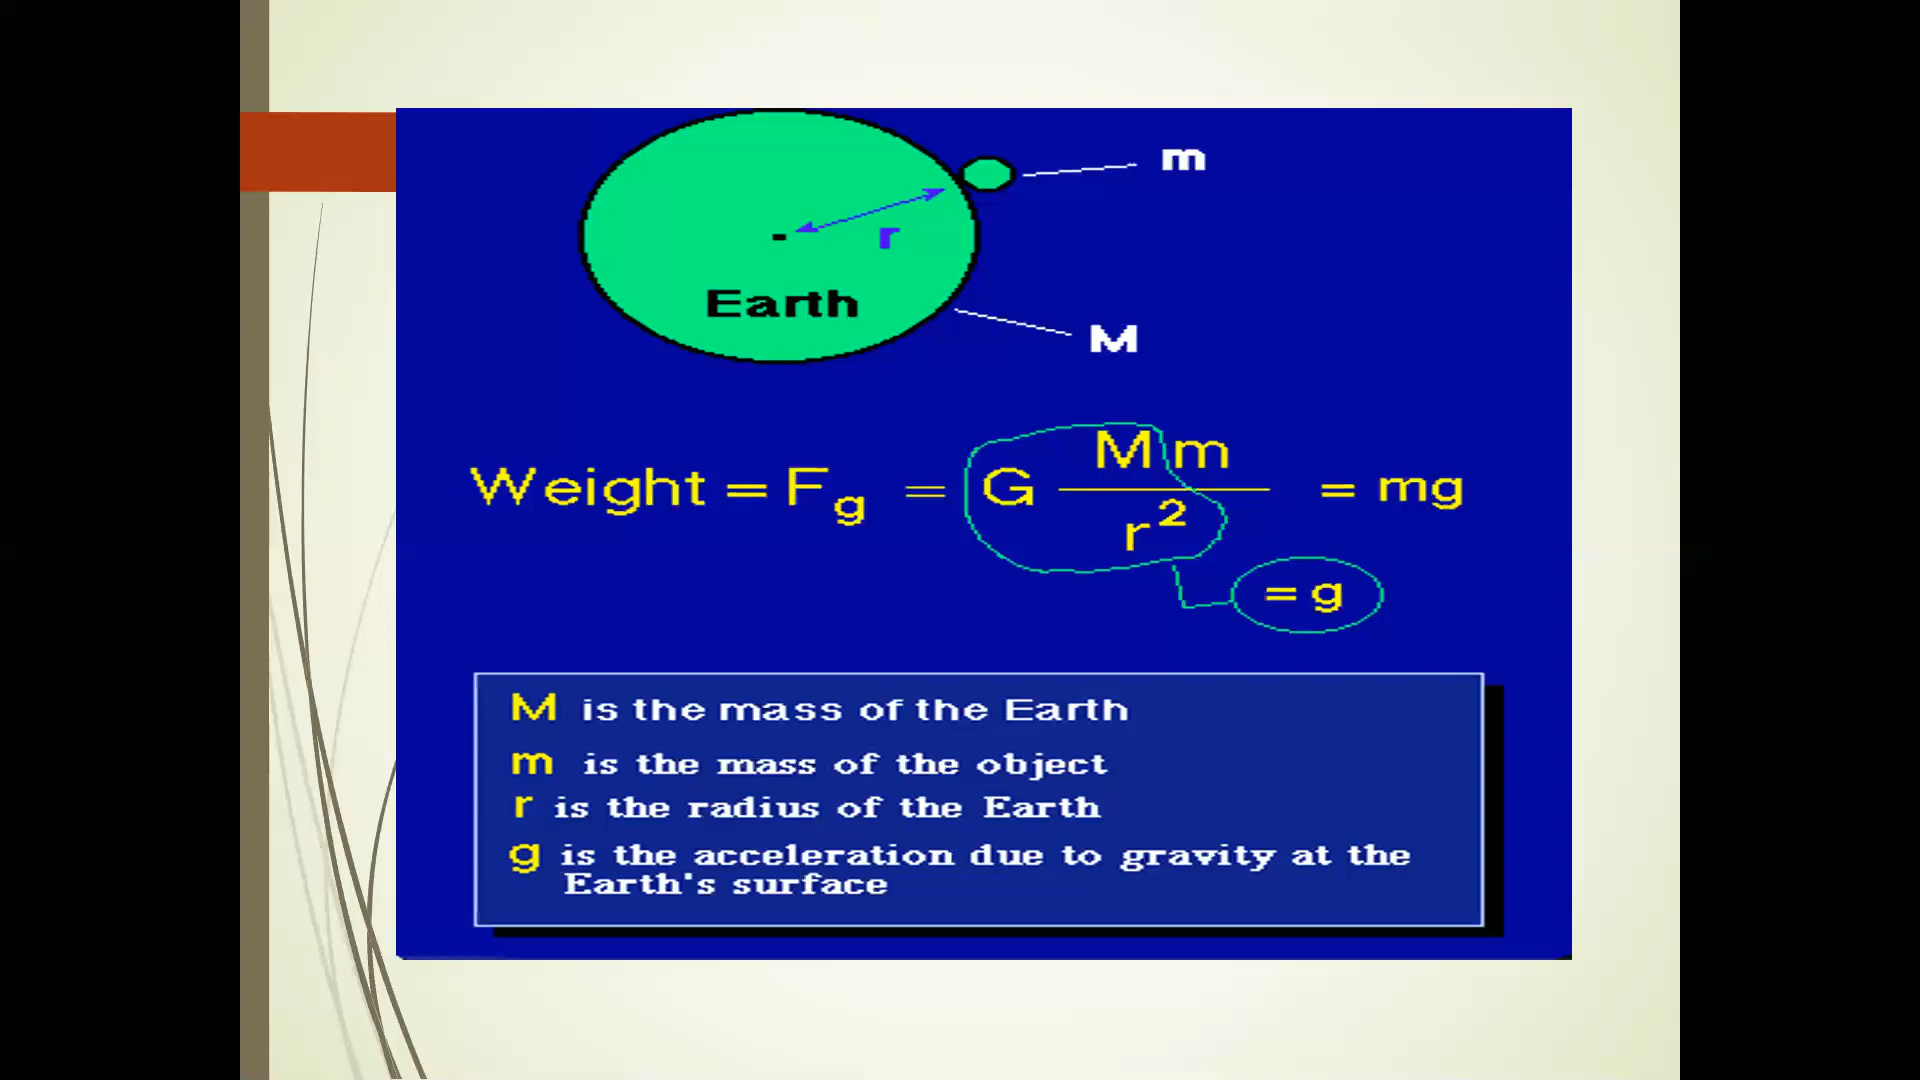 m
r
Earth
M
Weight = Fg = G Mm / r² = mg
= g
M is the mass of the Earth
m is the mass of the object
r is the radius of the Earth
g is the acceleration due to gravity at the
Earth's surface